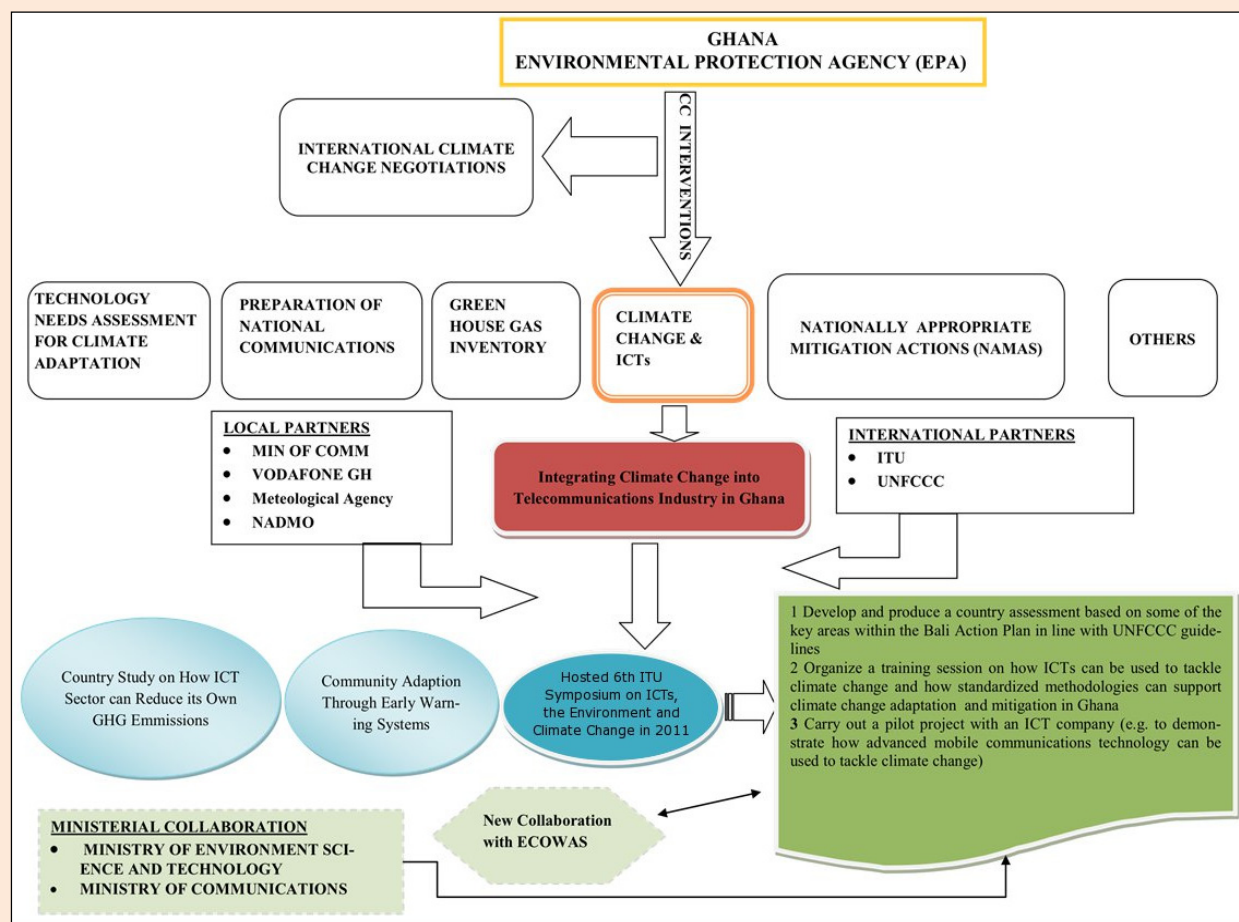 GHANA
ENVIRONMENTAL PROTECTION AGENCY (EPA)
CC INTERVENTIONS
INTERNATIONAL CLIMATE
CHANGE NEGOTIATIONS
TECHNOLOGY
NEEDS ASSESSMENT
FOR CLIMATE
ADAPTATION
PREPARATION OF
NATIONAL
COMMUNICATIONS
GREEN
HOUSE GAS
INVENTORY
CLIMATE
CHANGE &
ICTs
NATIONALLY APPROPRIATE
MITIGATION ACTIONS (NAMAS)
OTHERS
LOCAL PARTNERS
• MIN OF COMM
• VODAFONE GH
• Meteological Agency
• NADMO
Integrating Climate Change into
Telecommunications Industry in Ghana
INTERNATIONAL PARTNERS
• ITU
• UNFCCC
Country Study on How ICT
Sector can Reduce its Own
GHG Emmissions
Community Adaption
Through Early Warn-
ing Systems
Hosted 6th ITU
Symposium on ICTs,
the Environment and
Climate Change in 2011
1 Develop and produce a country assessment based on some of the
key areas within the Bali Action Plan in line with UNFCCC guide-
lines
2 Organize a training session on how ICTs can be used to tackle
climate change and how standardized methodologies can support
climate change adaptation and mitigation in Ghana
3 Carry out a pilot project with an ICT company (e.g. to demon-
strate how advanced mobile communications technology can be
used to tackle climate change)
MINISTERIAL COLLABORATION
• MINISTRY OF ENVIRONMENT SCI-
ENCE AND TECHNOLOGY
• MINISTRY OF COMMUNICATIONS
New Collaboration
with ECOWAS